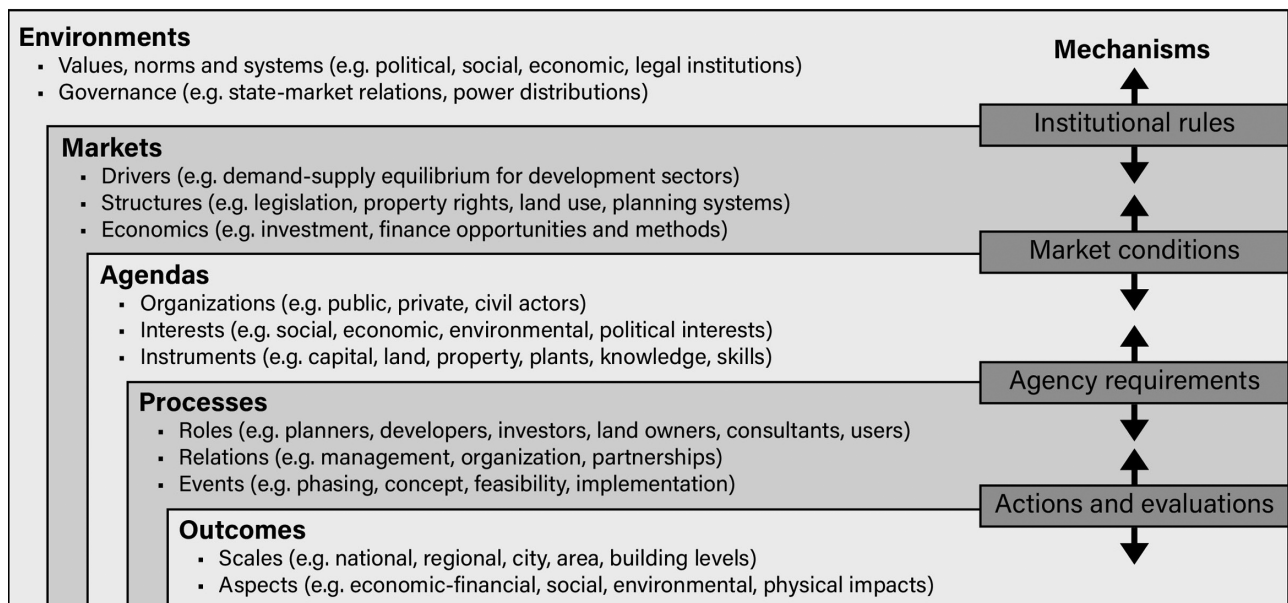 Environments
▪ Values, norms and systems (e.g. political, social, economic, legal institutions)
▪ Governance (e.g. state-market relations, power distributions)
Mechanisms
Institutional rules
Markets
▪ Drivers (e.g. demand-supply equilibrium for development sectors)
▪ Structures (e.g. legislation, property rights, land use, planning systems)
▪ Economics (e.g. investment, finance opportunities and methods)
Market conditions
Agendas
▪ Organizations (e.g. public, private, civil actors)
▪ Interests (e.g. social, economic, environmental, political interests)
▪ Instruments (e.g. capital, land, property, plants, knowledge, skills)
Agency requirements
Processes
▪ Roles (e.g. planners, developers, investors, land owners, consultants, users)
▪ Relations (e.g. management, organization, partnerships)
▪ Events (e.g. phasing, concept, feasibility, implementation)
Actions and evaluations
Outcomes
▪ Scales (e.g. national, regional, city, area, building levels)
▪ Aspects (e.g. economic-financial, social, environmental, physical impacts)